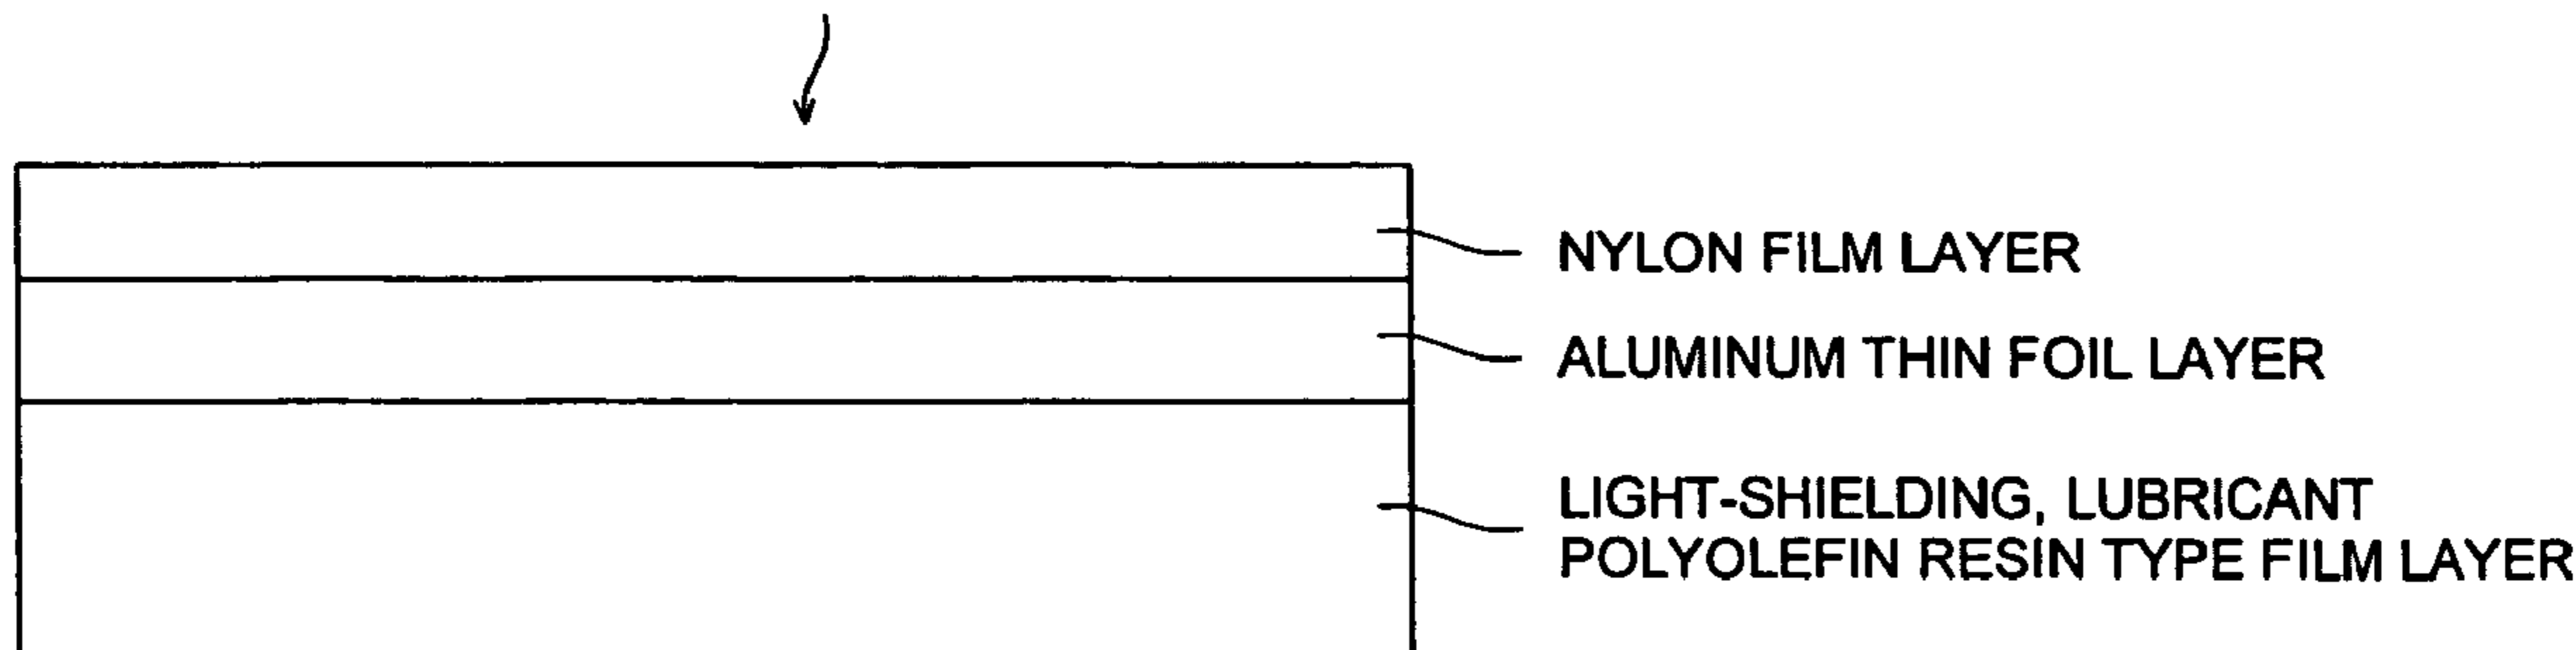 NYLON FILM LAYER
ALUMINUM THIN FOIL LAYER
LIGHT-SHIELDING, LUBRICANT
POLYOLEFIN RESIN TYPE FILM LAYER